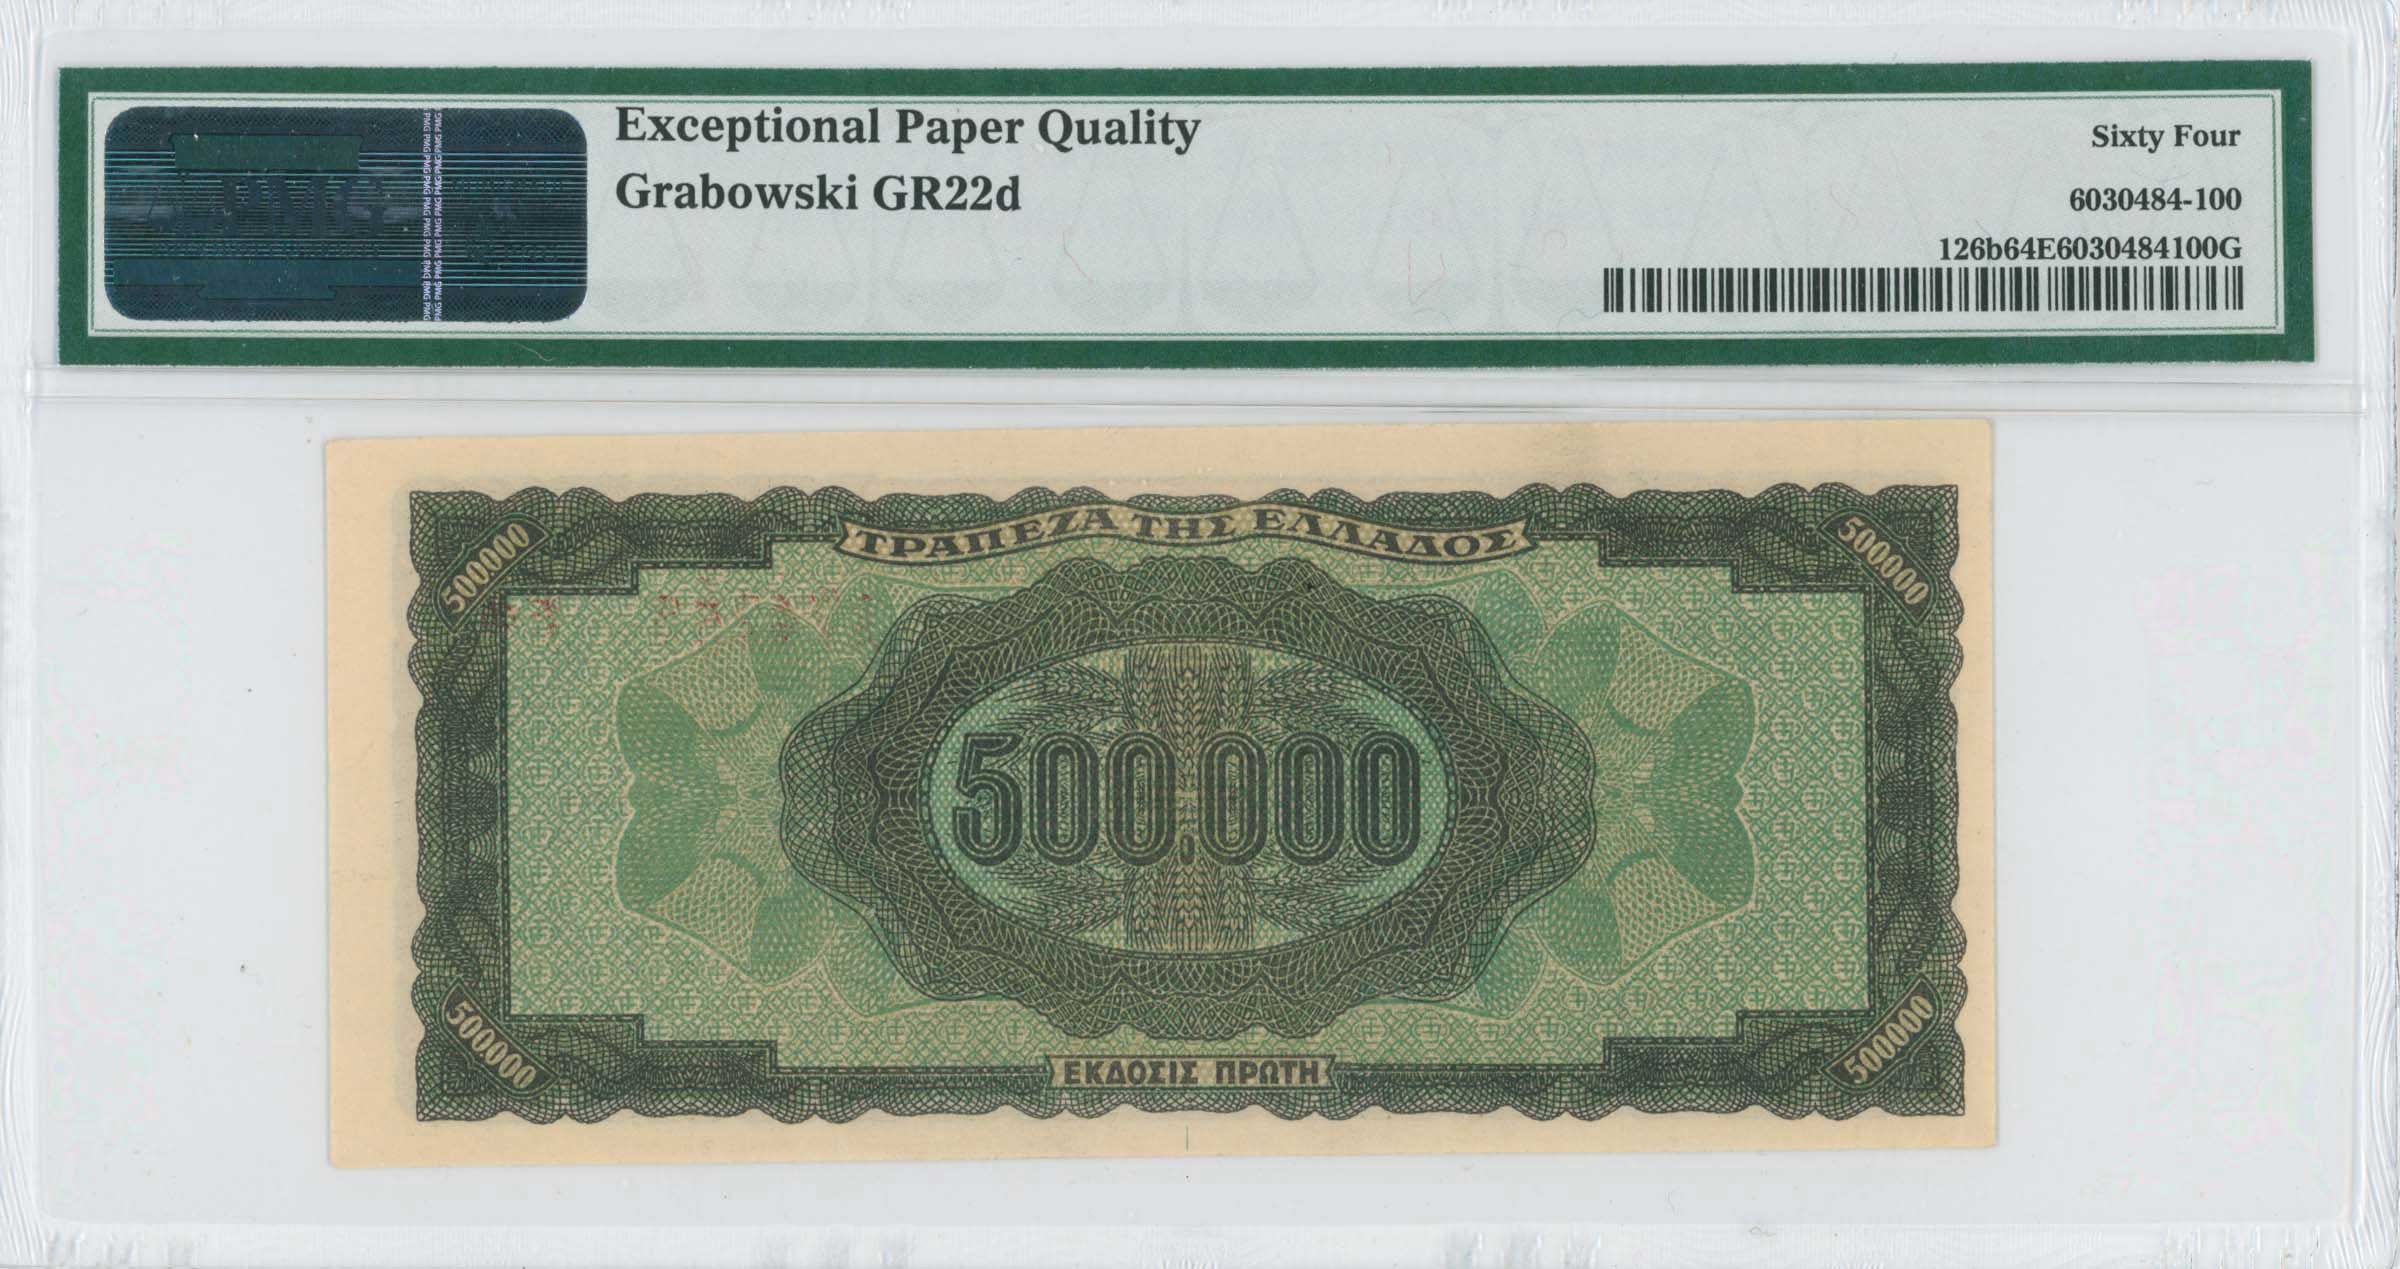 PMG
Exceptional Paper Quality
Grabowski GR22d
Sixty Four
6030484-100
126b64E6030484100G
500000
ΤΡΑΠΕΖΑ ΤΗΣ ΕΛΛΑΔΟΣ
500000
500.000
500000
ΕΚΔΟΣΙΣ ΠΡΩΤΗ
500000